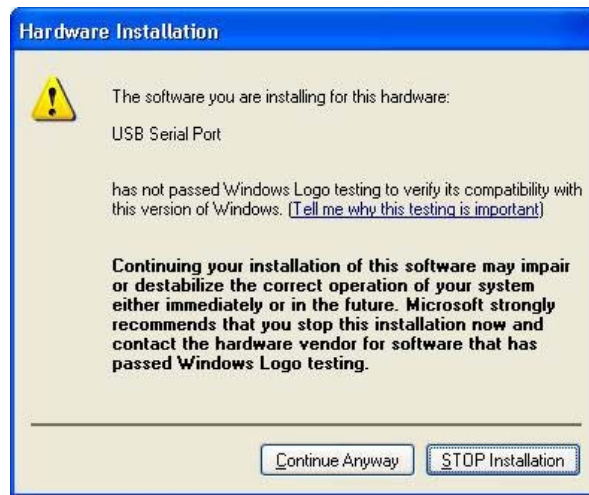 Hardware Installation
The software you are installing for this hardware:
USB Serial Port
has not passed Windows Logo testing to verify its compatibility with
this version of Windows. (Tell me why this testing is important)
Continuing your installation of this software may impair
or destabilize the correct operation of your system
either immediately or in the future. Microsoft strongly
recommends that you stop this installation now and
contact the hardware vendor for software that has
passed Windows Logo testing.
Continue Anyway STOP Installation